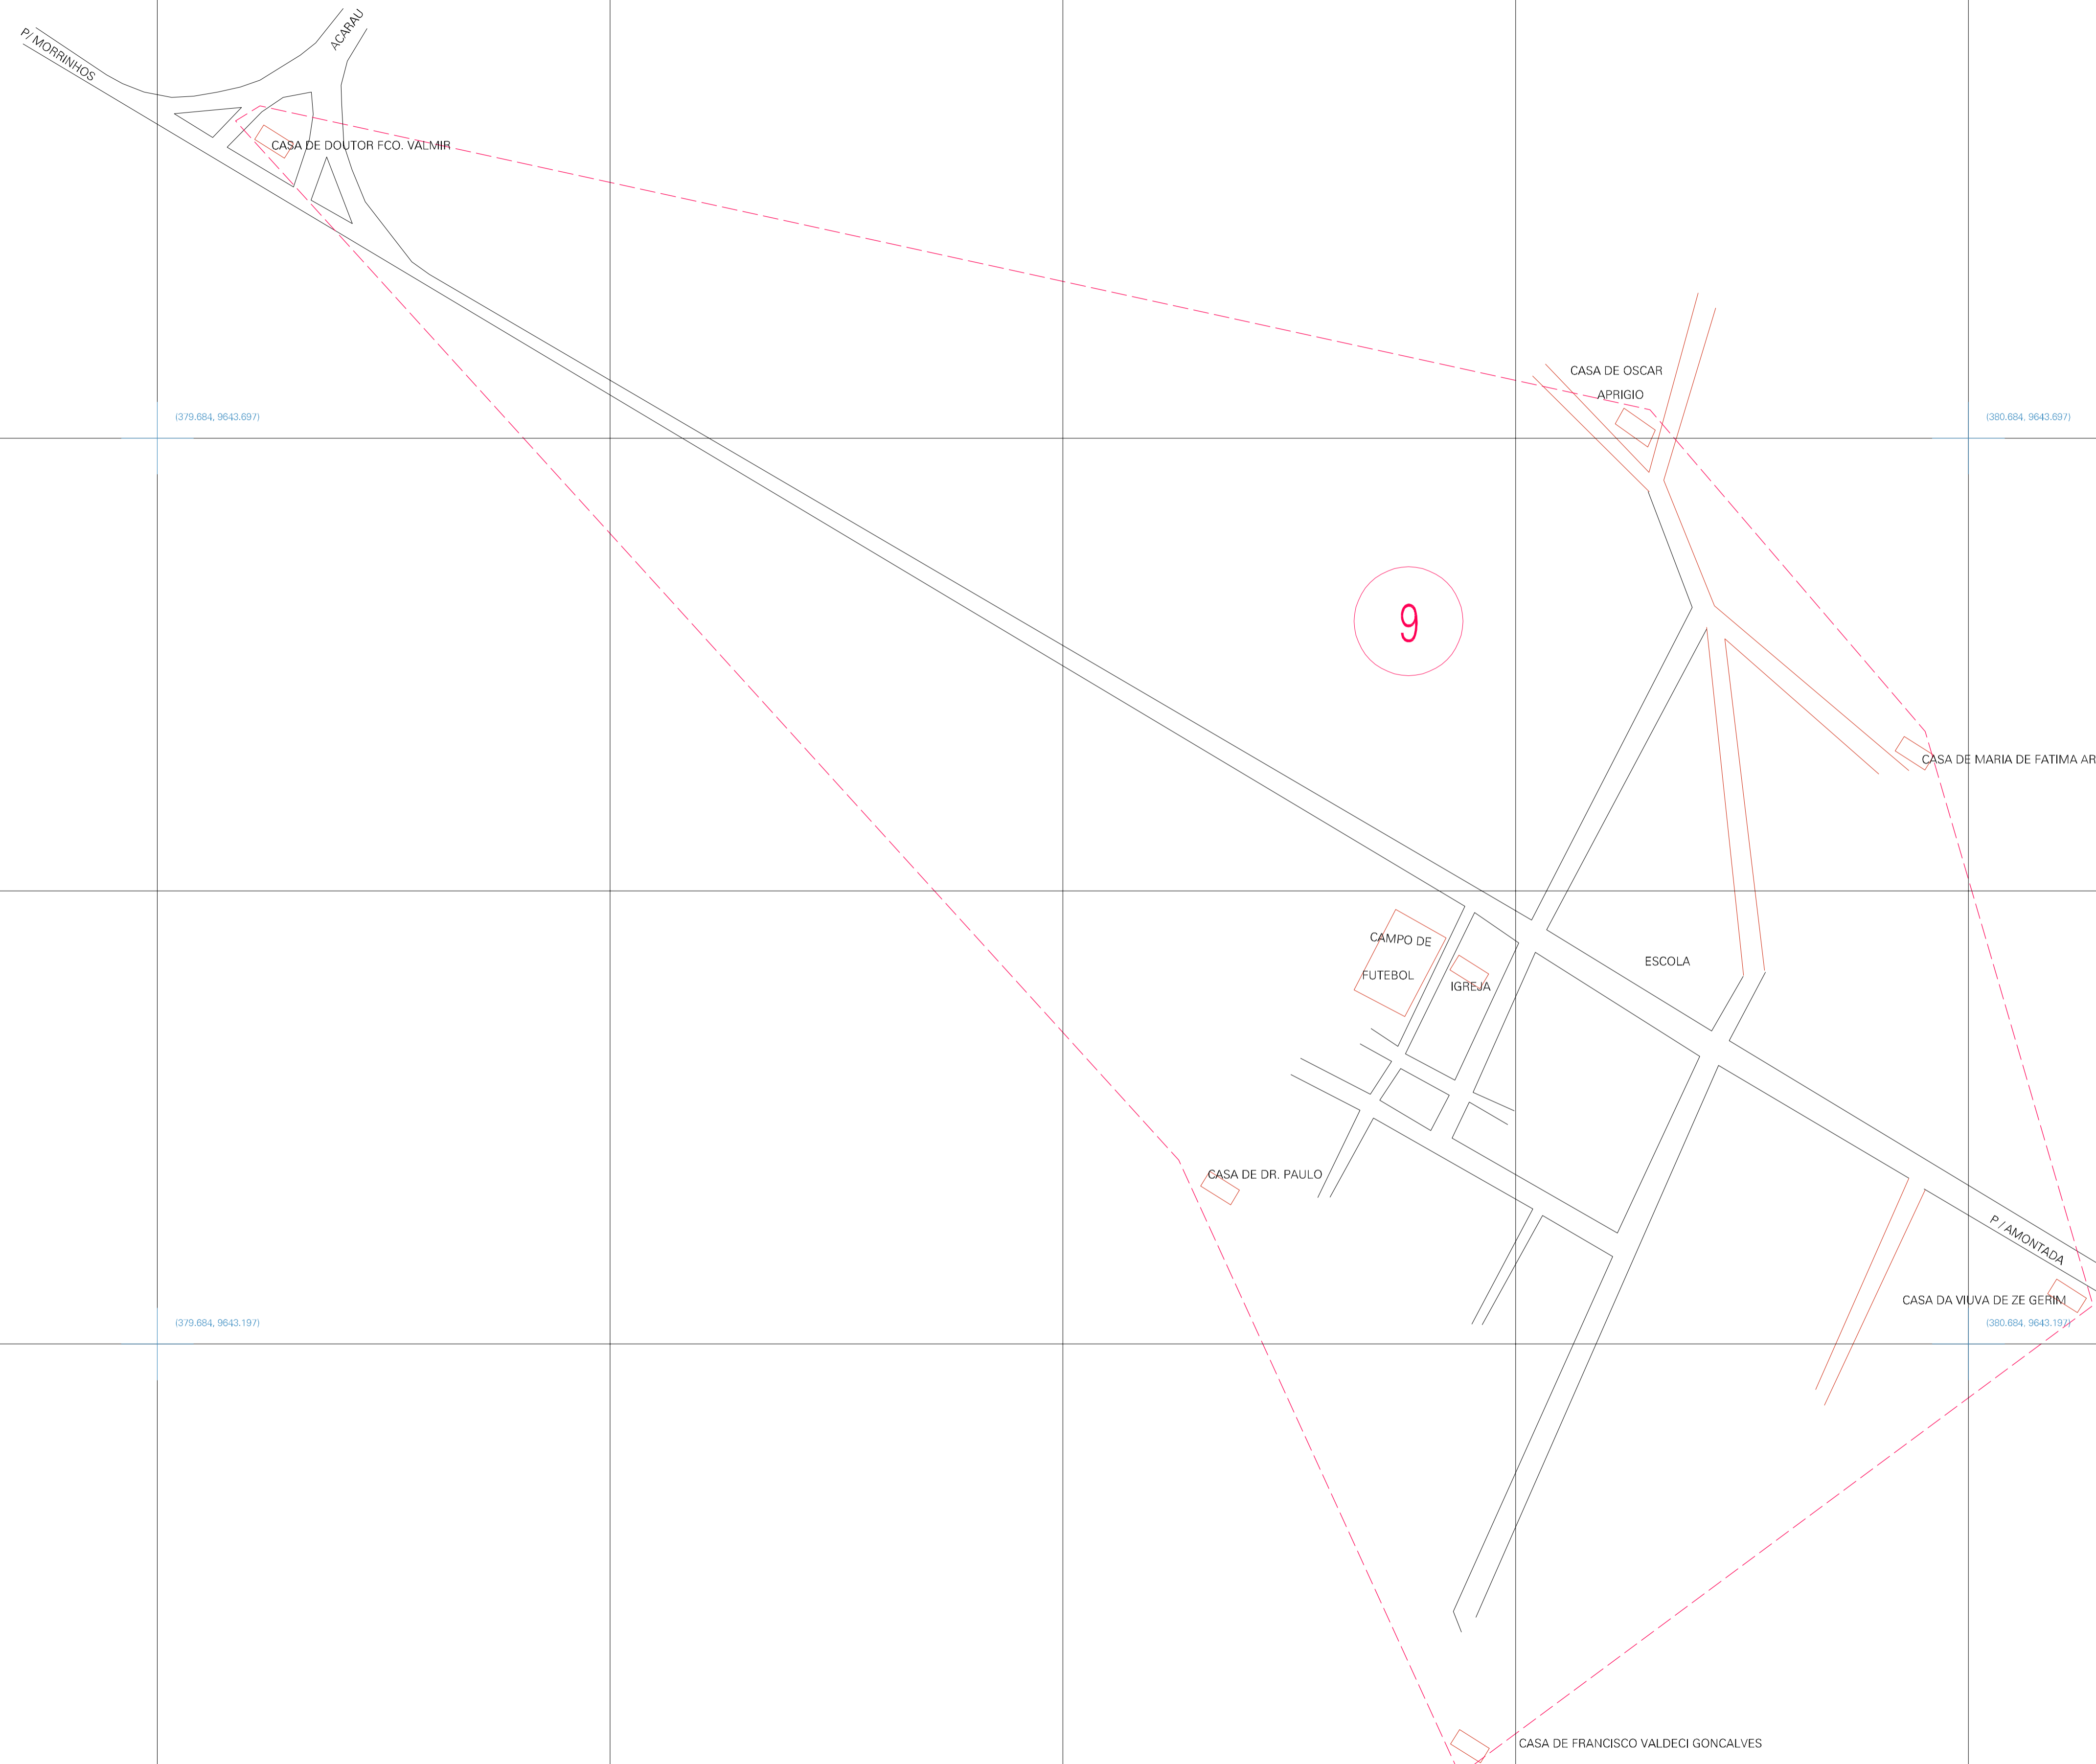 P/ MORRINHOS
ACARAU
CASA DE DOUTOR FCO. VALMIR
CASA DE OSCAR
APRIGIO
(379.684, 9643.697)
(380.684, 9643.697)
9
CASA DE MARIA DE FATIMA AR
CAMPO DE
FUTEBOL
IGREJA
ESCOLA
CASA DE DR. PAULO
P / AMONTADA
CASA DA VIUVA DE ZE GERIM
(379.684, 9643.197)
(380.684, 9643.197)
CASA DE FRANCISCO VALDECI GONCALVES